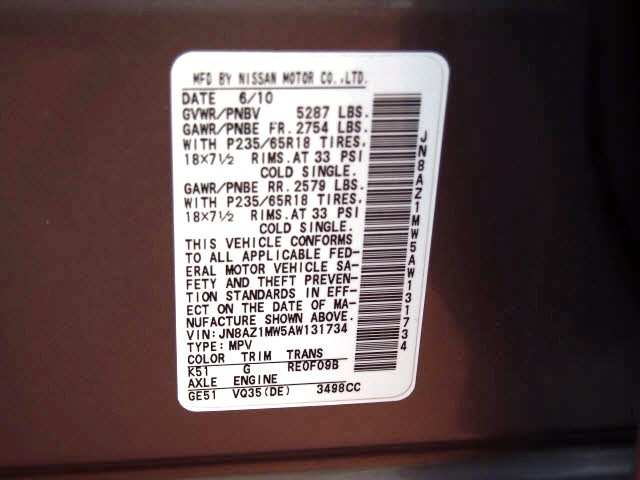 MFD BY NISSAN MOTOR CO.,LTD.
DATE 6/10
GVWR/PNBV 5287 LBS.
GAWR/PNBE FR. 2754 LBS.
WITH P235/65R18 TIRES.
18×7½ RIMS. AT 33 PSI
COLD SINGLE.
GAWR/PNBE RR. 2579 LBS.
WITH P235/65R18 TIRES.
18×7½ RIMS. AT 33 PSI
COLD SINGLE.
THIS VEHICLE CONFORMS
TO ALL APPLICABLE FED-
ERAL MOTOR VEHICLE SA-
FETY AND THEFT PREVEN-
TION STANDARDS IN EFF-
ECT ON THE DATE OF MA-
NUFACTURE SHOWN ABOVE.
VIN: JN8AZ1MW5AW131734
TYPE: MPV
COLOR TRIM TRANS
K51 G RE0F09B
AXLE ENGINE
GE51 VQ35(DE) 3498CC
JN8AZ1MW5AW131734